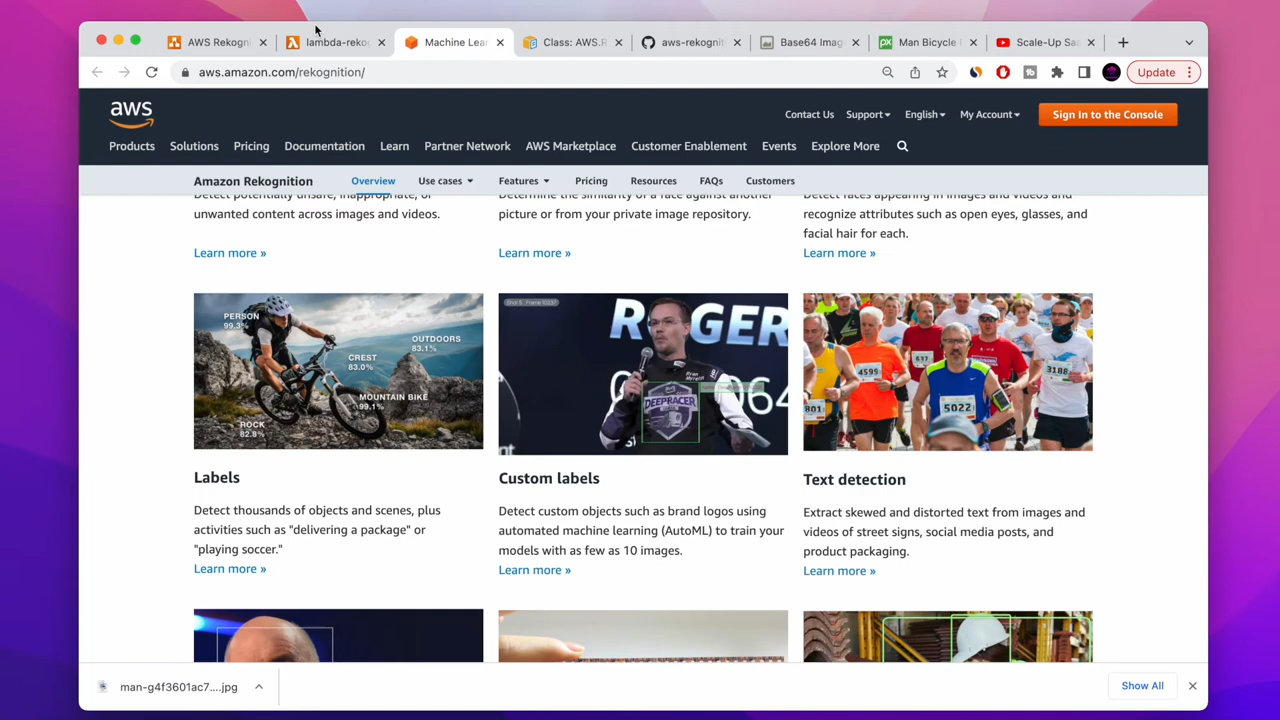 AWS Rekogn
lambda-reko
Machine Lear
Class: AWS.R
aws-rekognit
Base64 Imag
Man Bicycle
Scale-Up Saa
aws.amazon.com/rekognition/
Update
aws
Contact Us
Support
English
My Account
Sign In to the Console
Products
Solutions
Pricing
Documentation
Learn
Partner Network
AWS Marketplace
Customer Enablement
Events
Explore More
Amazon Rekognition
Overview
Use cases
Features
Pricing
Resources
FAQs
Customers
Detect potentially unsafe, inappropriate, or
unwanted content across images and videos.
Learn more »
Determine the similarity of a face against another
picture or from your private image repository.
Learn more »
Detect faces appearing in images and videos and
recognize attributes such as open eyes, glasses, and
facial hair for each.
Learn more »
PERSON
99.3%
OUTDOORS
83.1%
CREST
83.0%
MOUNTAIN BIKE
99.1%
ROCK
82.8%
ROGER
064
DEEPRACER
801
4599
637
5022
3188
Labels
Detect thousands of objects and scenes, plus
activities such as "delivering a package" or
"playing soccer."
Learn more »
Custom labels
Detect custom objects such as brand logos using
automated machine learning (AutoML) to train your
models with as few as 10 images.
Learn more »
Text detection
Extract skewed and distorted text from images and
videos of street signs, social media posts, and
product packaging.
Learn more »
man-g4f3601ac7....jpg
Show All